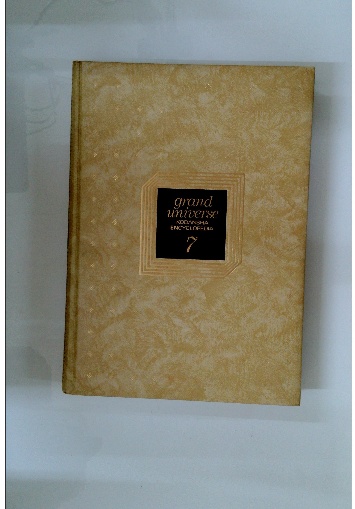 grand
universe
KODANSHA
ENCYCLOPEDIA
7